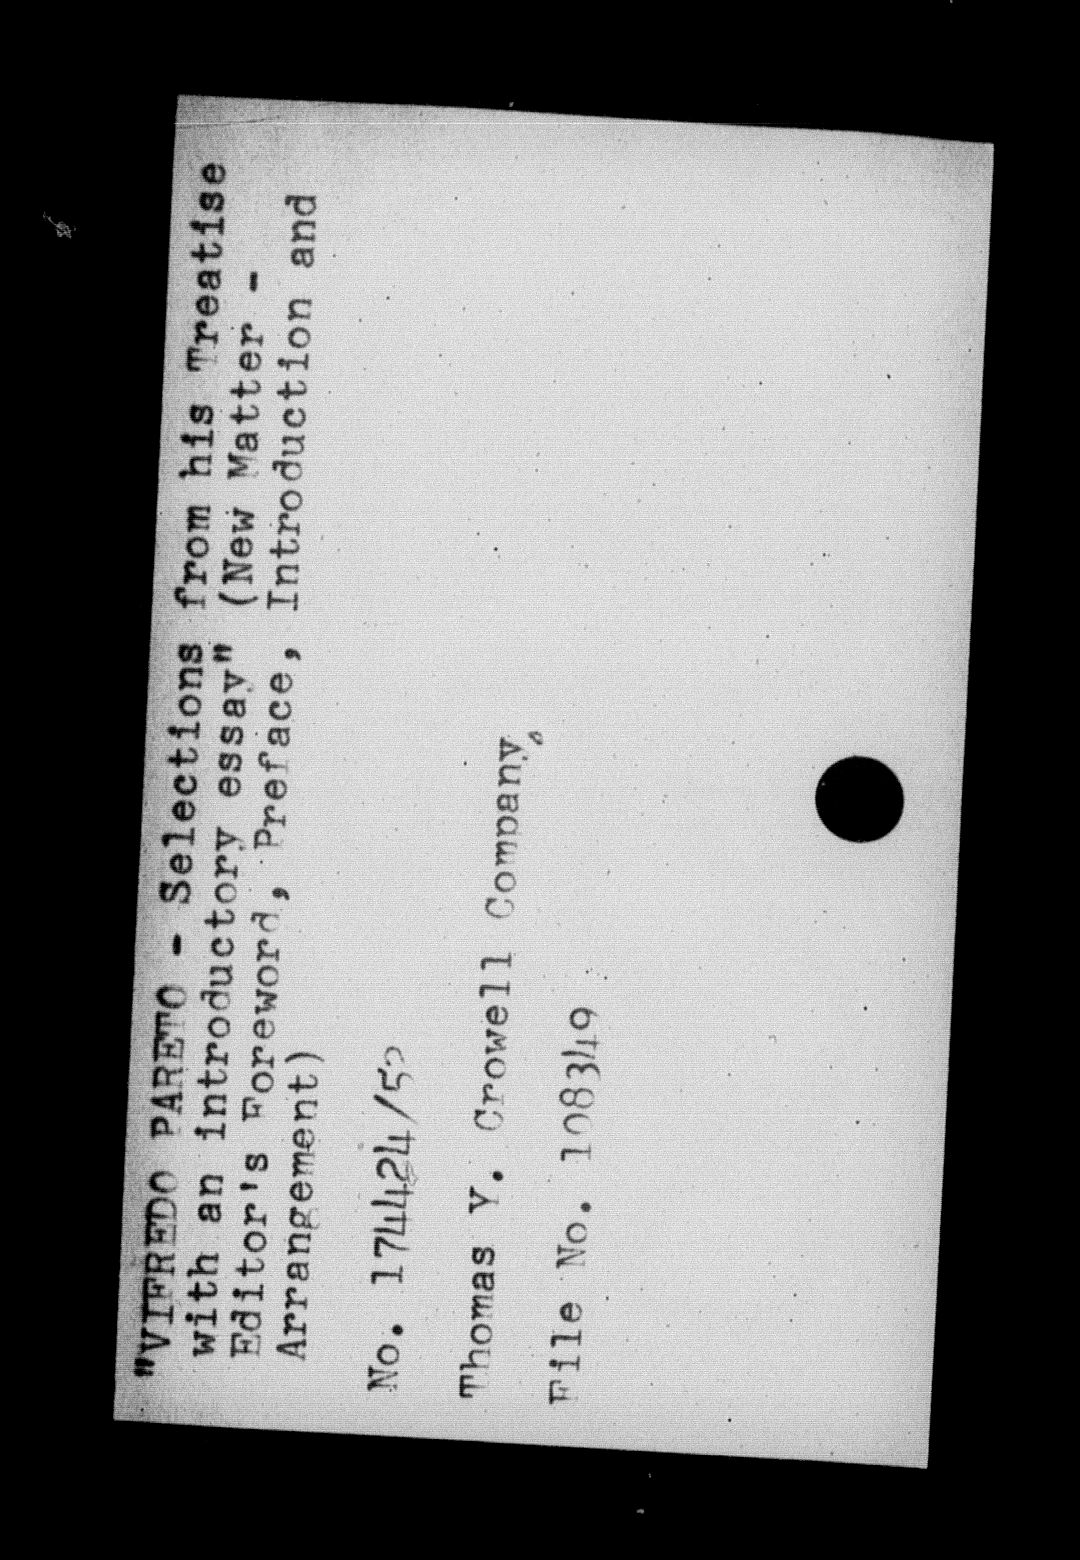 "VIFREDO PARETO - Selections from his Treatise
with an introductory essay" (New Matter -
Editor's Foreword, Preface, Introduction and
Arrangement)
No. 174424/5?
Thomas Y. Crowell Company,
File No. 108349